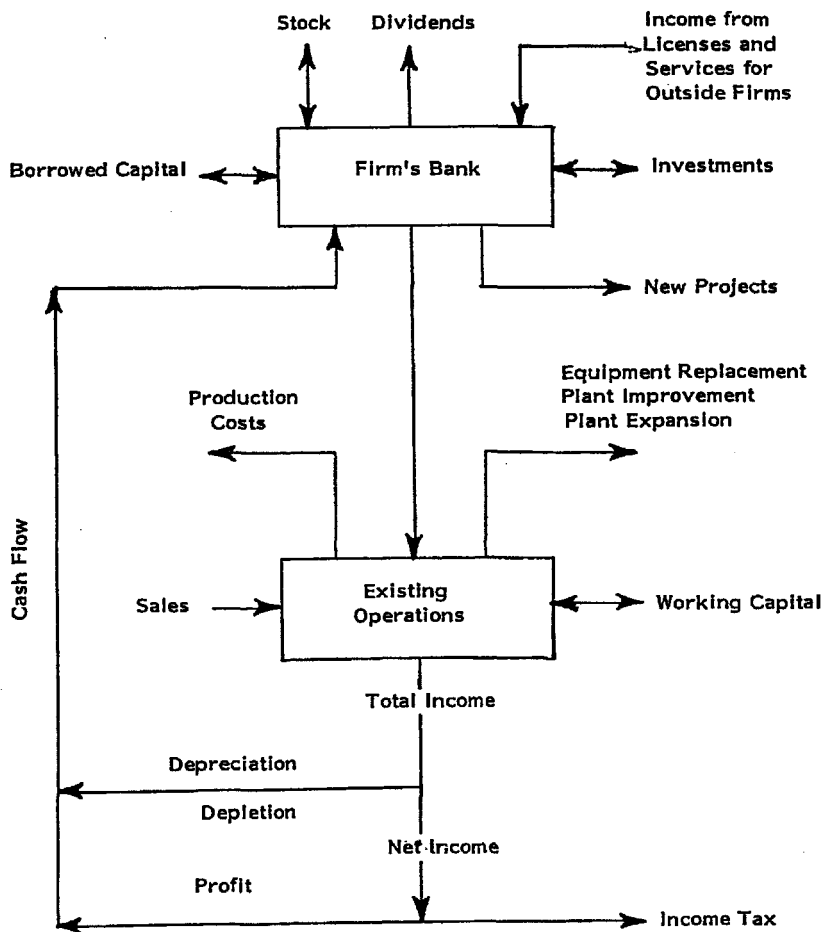 Stock
Dividends
Income from
Licenses and
Services for
Outside Firms
Borrowed Capital
Firm's Bank
Investments
New Projects
Equipment Replacement
Plant Improvement
Plant Expansion
Production
Costs
Cash Flow
Sales
Existing
Operations
Working Capital
Total Income
Depreciation
Depletion
Net Income
Profit
Income Tax